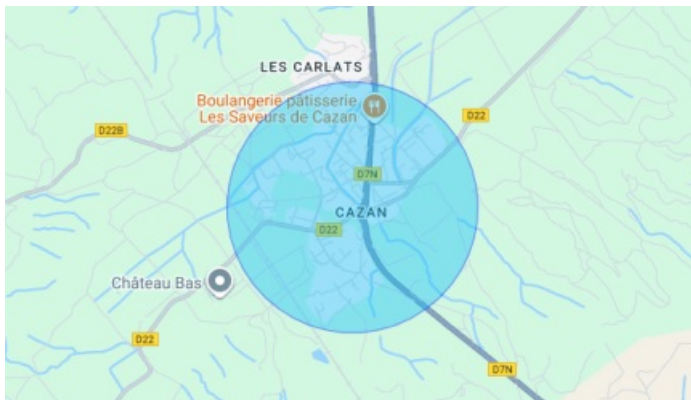 LES CARLATS
Boulangerie pâtisserie
Les Saveurs de Cazan
D22B
D22
D7N
CAZAN
D22
Château Bas
D22
D7N